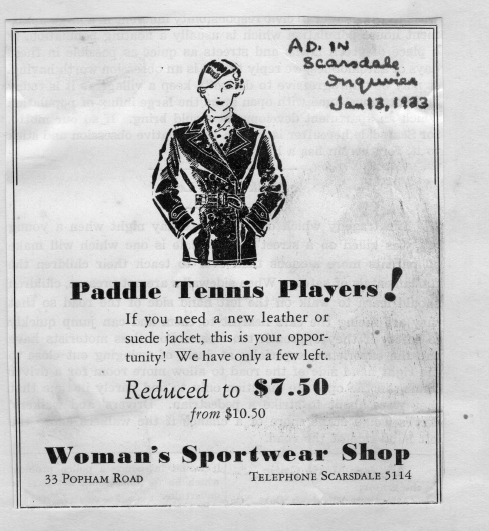 AD. IN
Scarsdale
Inquirer
Jan 13, 1933
Paddle Tennis Players!
If you need a new leather or
suede jacket, this is your oppor-
tunity! We have only a few left.
Reduced to $7.50
from $10.50
Woman's Sportwear Shop
33 POPHAM ROAD TELEPHONE SCARSDALE 5114